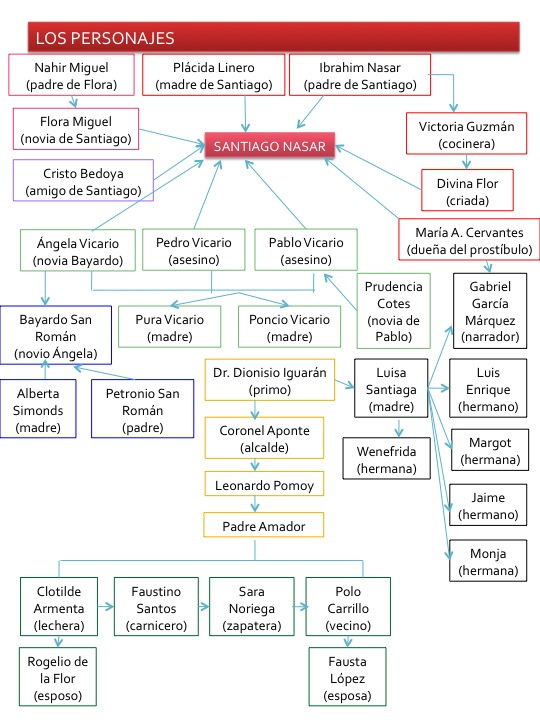 LOS PERSONAJES
Nahir Miguel
(padre de Flora)
Plácida Linero
(madre de Santiago)
Ibrahim Nasar
(padre de Santiago)
Flora Miguel
(novia de Santiago)
Victoria Guzmán
(cocinera)
SANTIAGO NASAR
Cristo Bedoya
(amigo de Santiago)
Divina Flor
(criada)
María A. Cervantes
(dueña del prostíbulo)
Ángela Vicario
(novia Bayardo)
Pedro Vicario
(asesino)
Pablo Vicario
(asesino)
Prudencia
Cotes
(novia de
Pablo)
Gabriel
García
Márquez
(narrador)
Bayardo San
Román
(novio Ángela)
Pura Vicario
(madre)
Poncio Vicario
(madre)
Dr. Dionisio Iguarán
(primo)
Luisa
Santiaga
(madre)
Luis
Enrique
(hermano)
Alberta
Simonds
(madre)
Petronio San
Román
(padre)
Coronel Aponte
(alcalde)
Wenefrida
(hermana)
Margot
(hermana)
Leonardo Pomoy
Jaime
(hermano)
Padre Amador
Monja
(hermana)
Clotilde
Armenta
(lechera)
Faustino
Santos
(carnicero)
Sara
Noriega
(zapatera)
Polo
Carrillo
(vecino)
Rogelio de
la Flor
(esposo)
Fausta
López
(esposa)